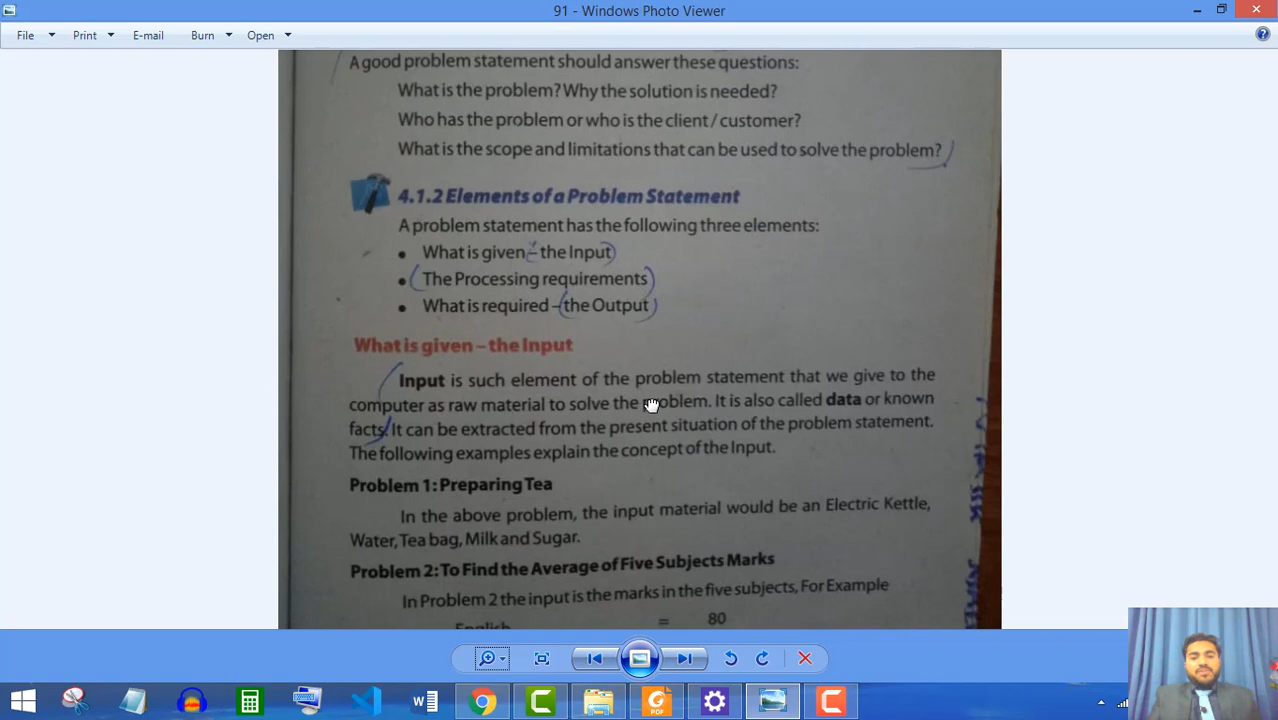 91 - Windows Photo Viewer
File Print E-mail Burn Open
A good problem statement should answer these questions:
What is the problem? Why the solution is needed?
Who has the problem or who is the client / customer?
What is the scope and limitations that can be used to solve the problem?
4.1.2 Elements of a Problem Statement
A problem statement has the following three elements:
• What is given – the Input
• The Processing requirements
• What is required – the Output
What is given – the Input
Input is such element of the problem statement that we give to the
computer as raw material to solve the problem. It is also called data or known
facts. It can be extracted from the present situation of the problem statement.
The following examples explain the concept of the Input.
Problem 1: Preparing Tea
In the above problem, the input material would be an Electric Kettle,
Water, Tea bag, Milk and Sugar.
Problem 2: To Find the Average of Five Subjects Marks
In Problem 2 the input is the marks in the five subjects, For Example
English = 80